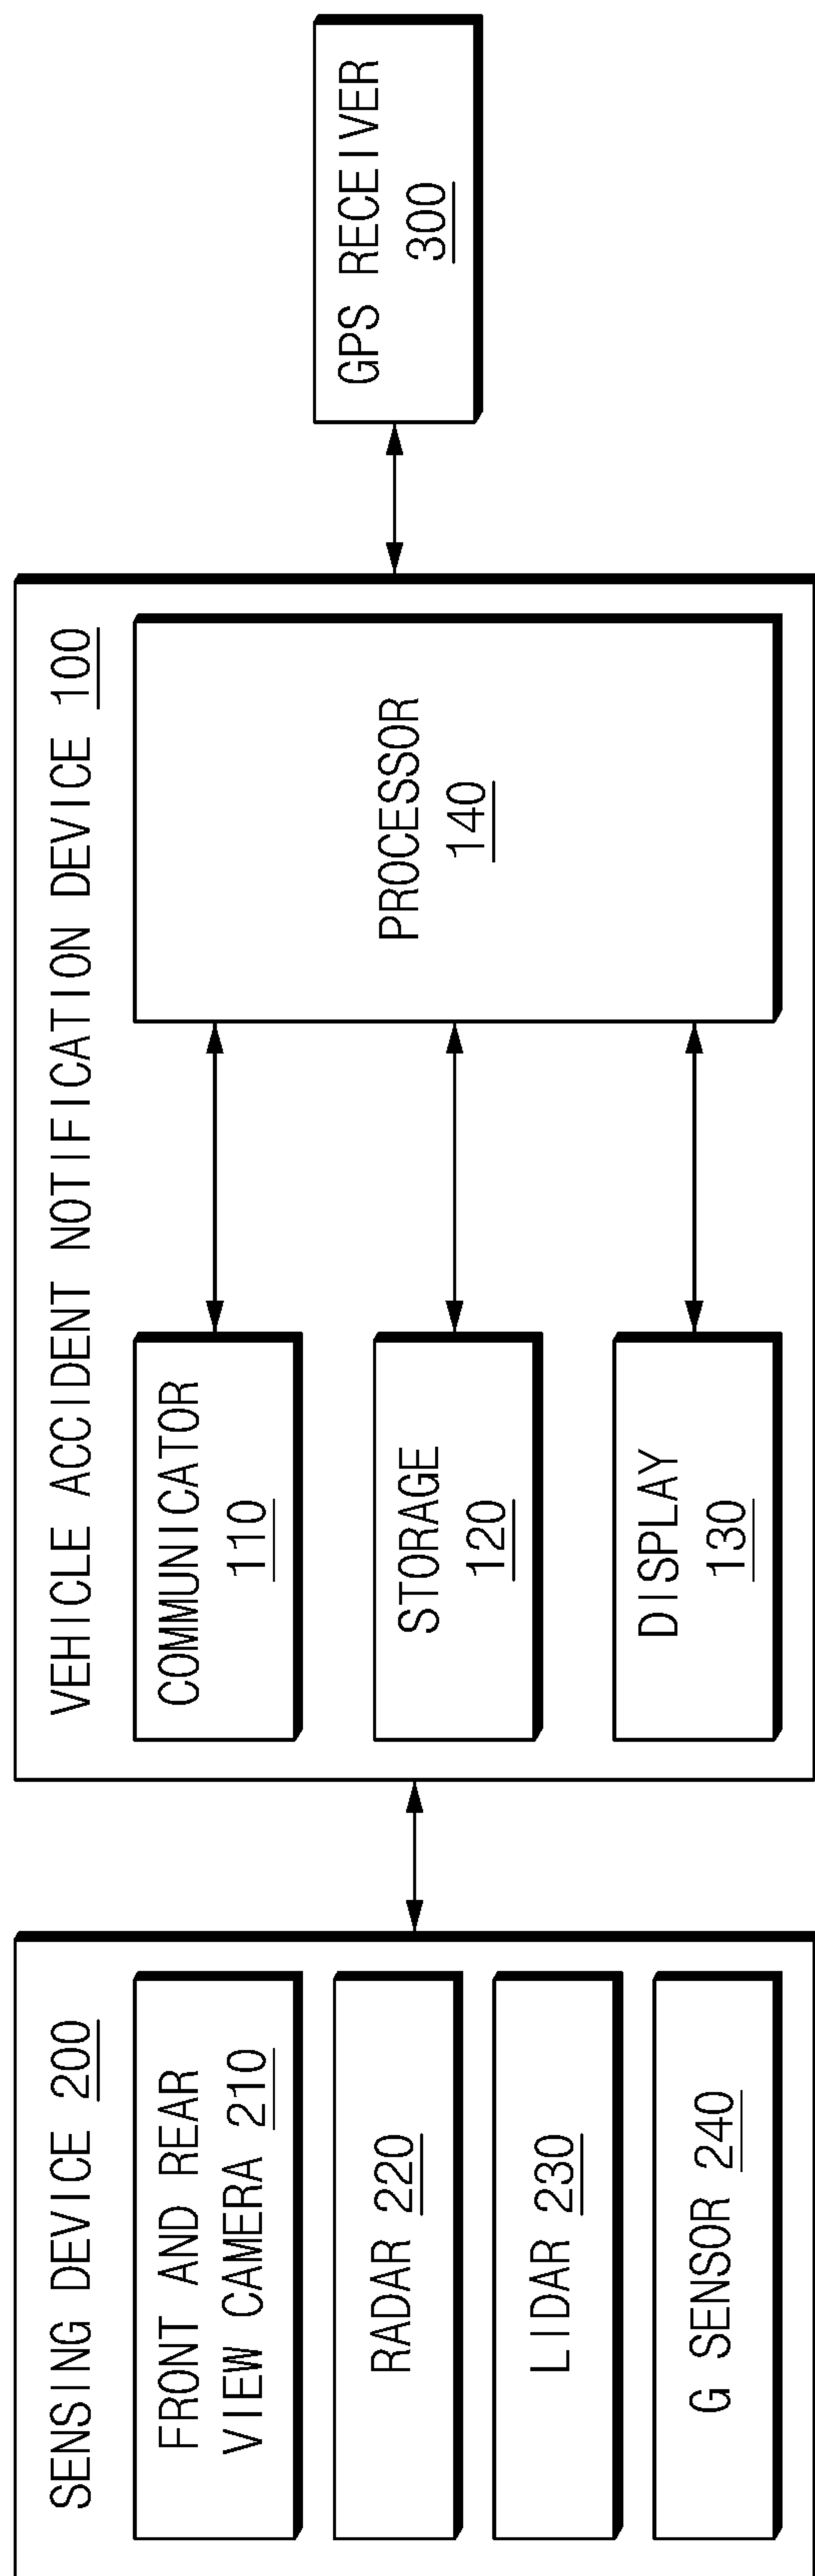 SENSING DEVICE 200
FRONT AND REAR
VIEW CAMERA 210
RADAR 220
LIDAR 230
G SENSOR 240
VEHICLE ACCIDENT NOTIFICATION DEVICE 100
COMMUNICATOR
110
STORAGE
120
DISPLAY
130
PROCESSOR
140
GPS RECEIVER
300